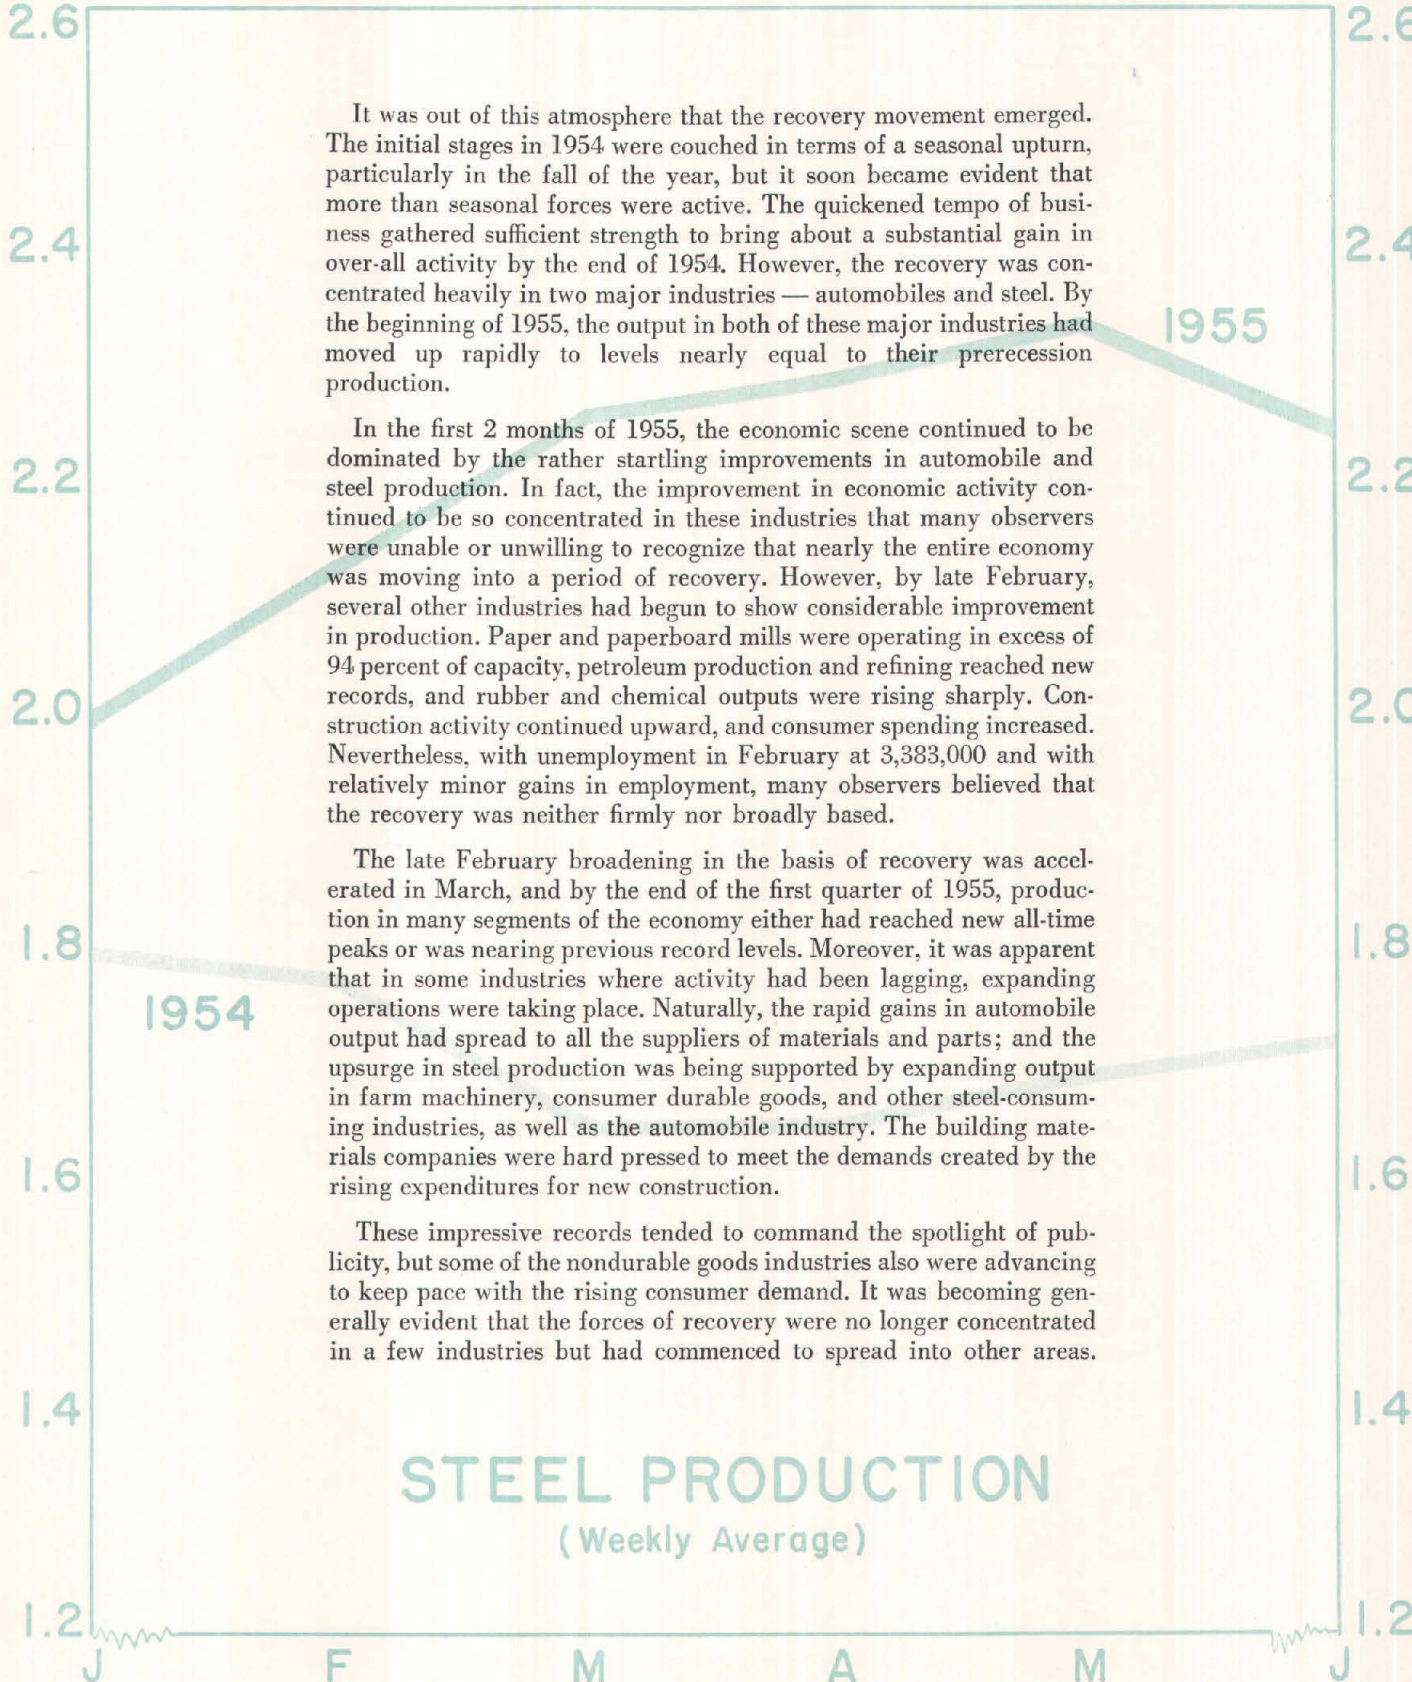 2.6
2.6
It was out of this atmosphere that the recovery movement emerged.
The initial stages in 1954 were couched in terms of a seasonal upturn,
particularly in the fall of the year, but it soon became evident that
more than seasonal forces were active. The quickened tempo of busi-
ness gathered sufficient strength to bring about a substantial gain in
2.4
2.4
over-all activity by the end of 1954. However, the recovery was con-
centrated heavily in two major industries — automobiles and steel. By
the beginning of 1955, the output in both of these major industries had
1955
moved up rapidly to levels nearly equal to their prerecession
production.
In the first 2 months of 1955, the economic scene continued to be
dominated by the rather startling improvements in automobile and
2.2
2.2
steel production. In fact, the improvement in economic activity con-
tinued to be so concentrated in these industries that many observers
were unable or unwilling to recognize that nearly the entire economy
was moving into a period of recovery. However, by late February,
several other industries had begun to show considerable improvement
in production. Paper and paperboard mills were operating in excess of
94 percent of capacity, petroleum production and refining reached new
records, and rubber and chemical outputs were rising sharply. Con-
2.0
2.0
struction activity continued upward, and consumer spending increased.
Nevertheless, with unemployment in February at 3,383,000 and with
relatively minor gains in employment, many observers believed that
the recovery was neither firmly nor broadly based.
The late February broadening in the basis of recovery was accel-
erated in March, and by the end of the first quarter of 1955, produc-
tion in many segments of the economy either had reached new all-time
1.8
1.8
peaks or was nearing previous record levels. Moreover, it was apparent
that in some industries where activity had been lagging, expanding
1954
operations were taking place. Naturally, the rapid gains in automobile
output had spread to all the suppliers of materials and parts; and the
upsurge in steel production was being supported by expanding output
in farm machinery, consumer durable goods, and other steel-consum-
ing industries, as well as the automobile industry. The building mate-
rials companies were hard pressed to meet the demands created by the
1.6
1.6
rising expenditures for new construction.
These impressive records tended to command the spotlight of pub-
licity, but some of the nondurable goods industries also were advancing
to keep pace with the rising consumer demand. It was becoming gen-
erally evident that the forces of recovery were no longer concentrated
in a few industries but had commenced to spread into other areas.
1.4
1.4
STEEL PRODUCTION
(Weekly Average)
1.2
1.2
J F M A M J